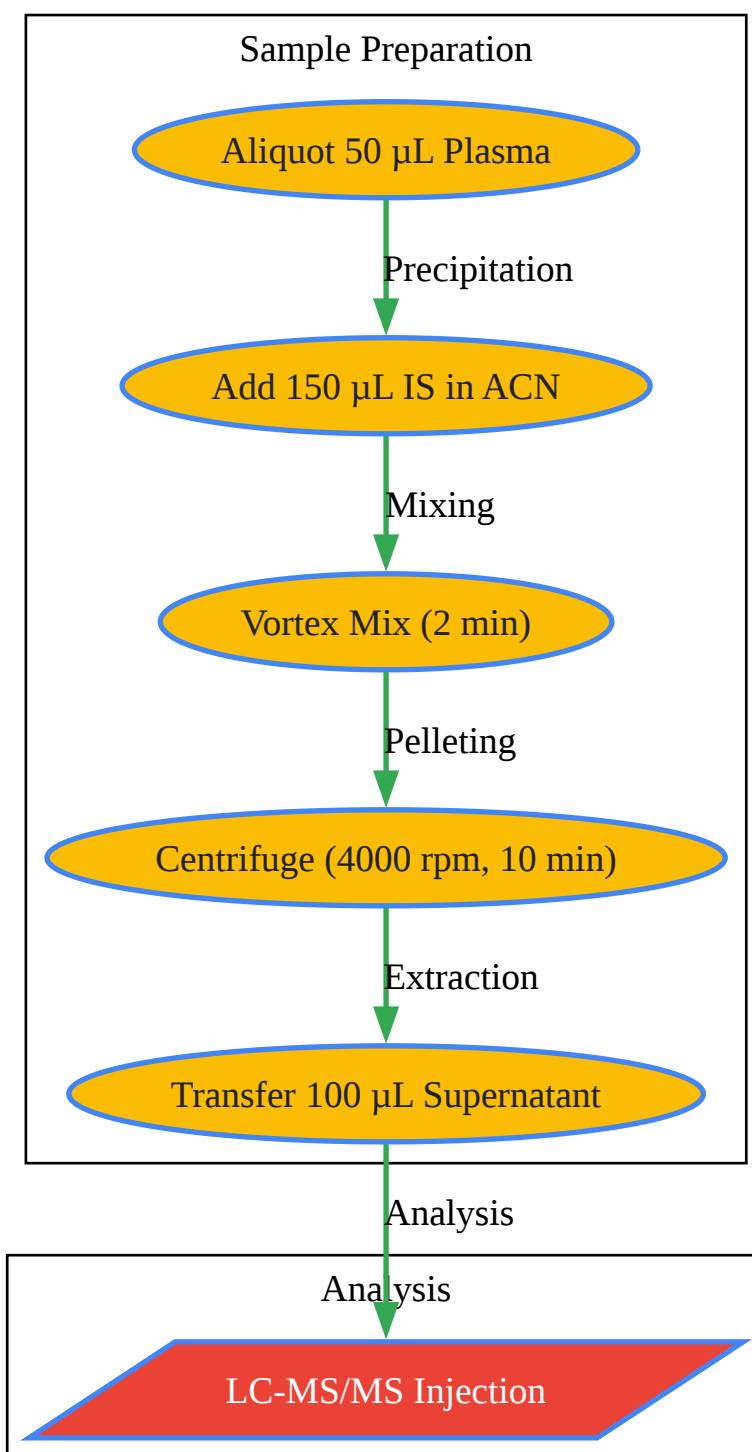 Sample Preparation
Aliquot 50 µL Plasma
Precipitation
Add 150 µL IS in ACN
Mixing
Vortex Mix (2 min)
Pelleting
Centrifuge (4000 rpm, 10 min)
Extraction
Transfer 100 µL Supernatant
Analysis
Analysis
LC-MS/MS Injection